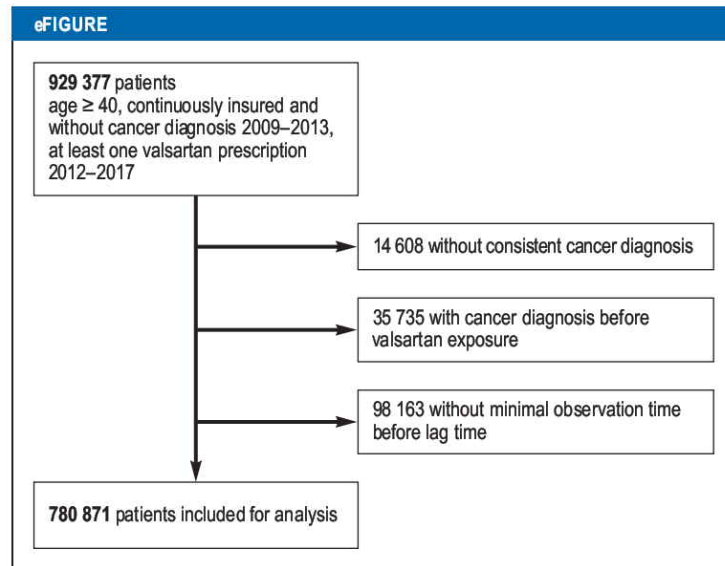 eFIGURE
929 377 patients
age ≥ 40, continuously insured and
without cancer diagnosis 2009–2013,
at least one valsartan prescription
2012–2017
14 608 without consistent cancer diagnosis
35 735 with cancer diagnosis before
valsartan exposure
98 163 without minimal observation time
before lag time
780 871 patients included for analysis